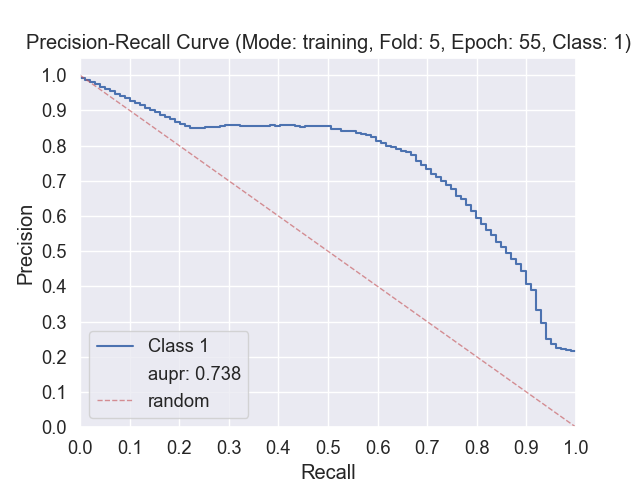 Precision-Recall Curve (Mode: training, Fold: 5, Epoch: 55, Class: 1)
1.0
0.9
0.8
0.7
0.6
0.5
0.4
0.3
0.2
0.1
0.0
Precision
Class 1
aupr: 0.738
random
0.0 0.1 0.2 0.3 0.4 0.5 0.6 0.7 0.8 0.9 1.0
Recall